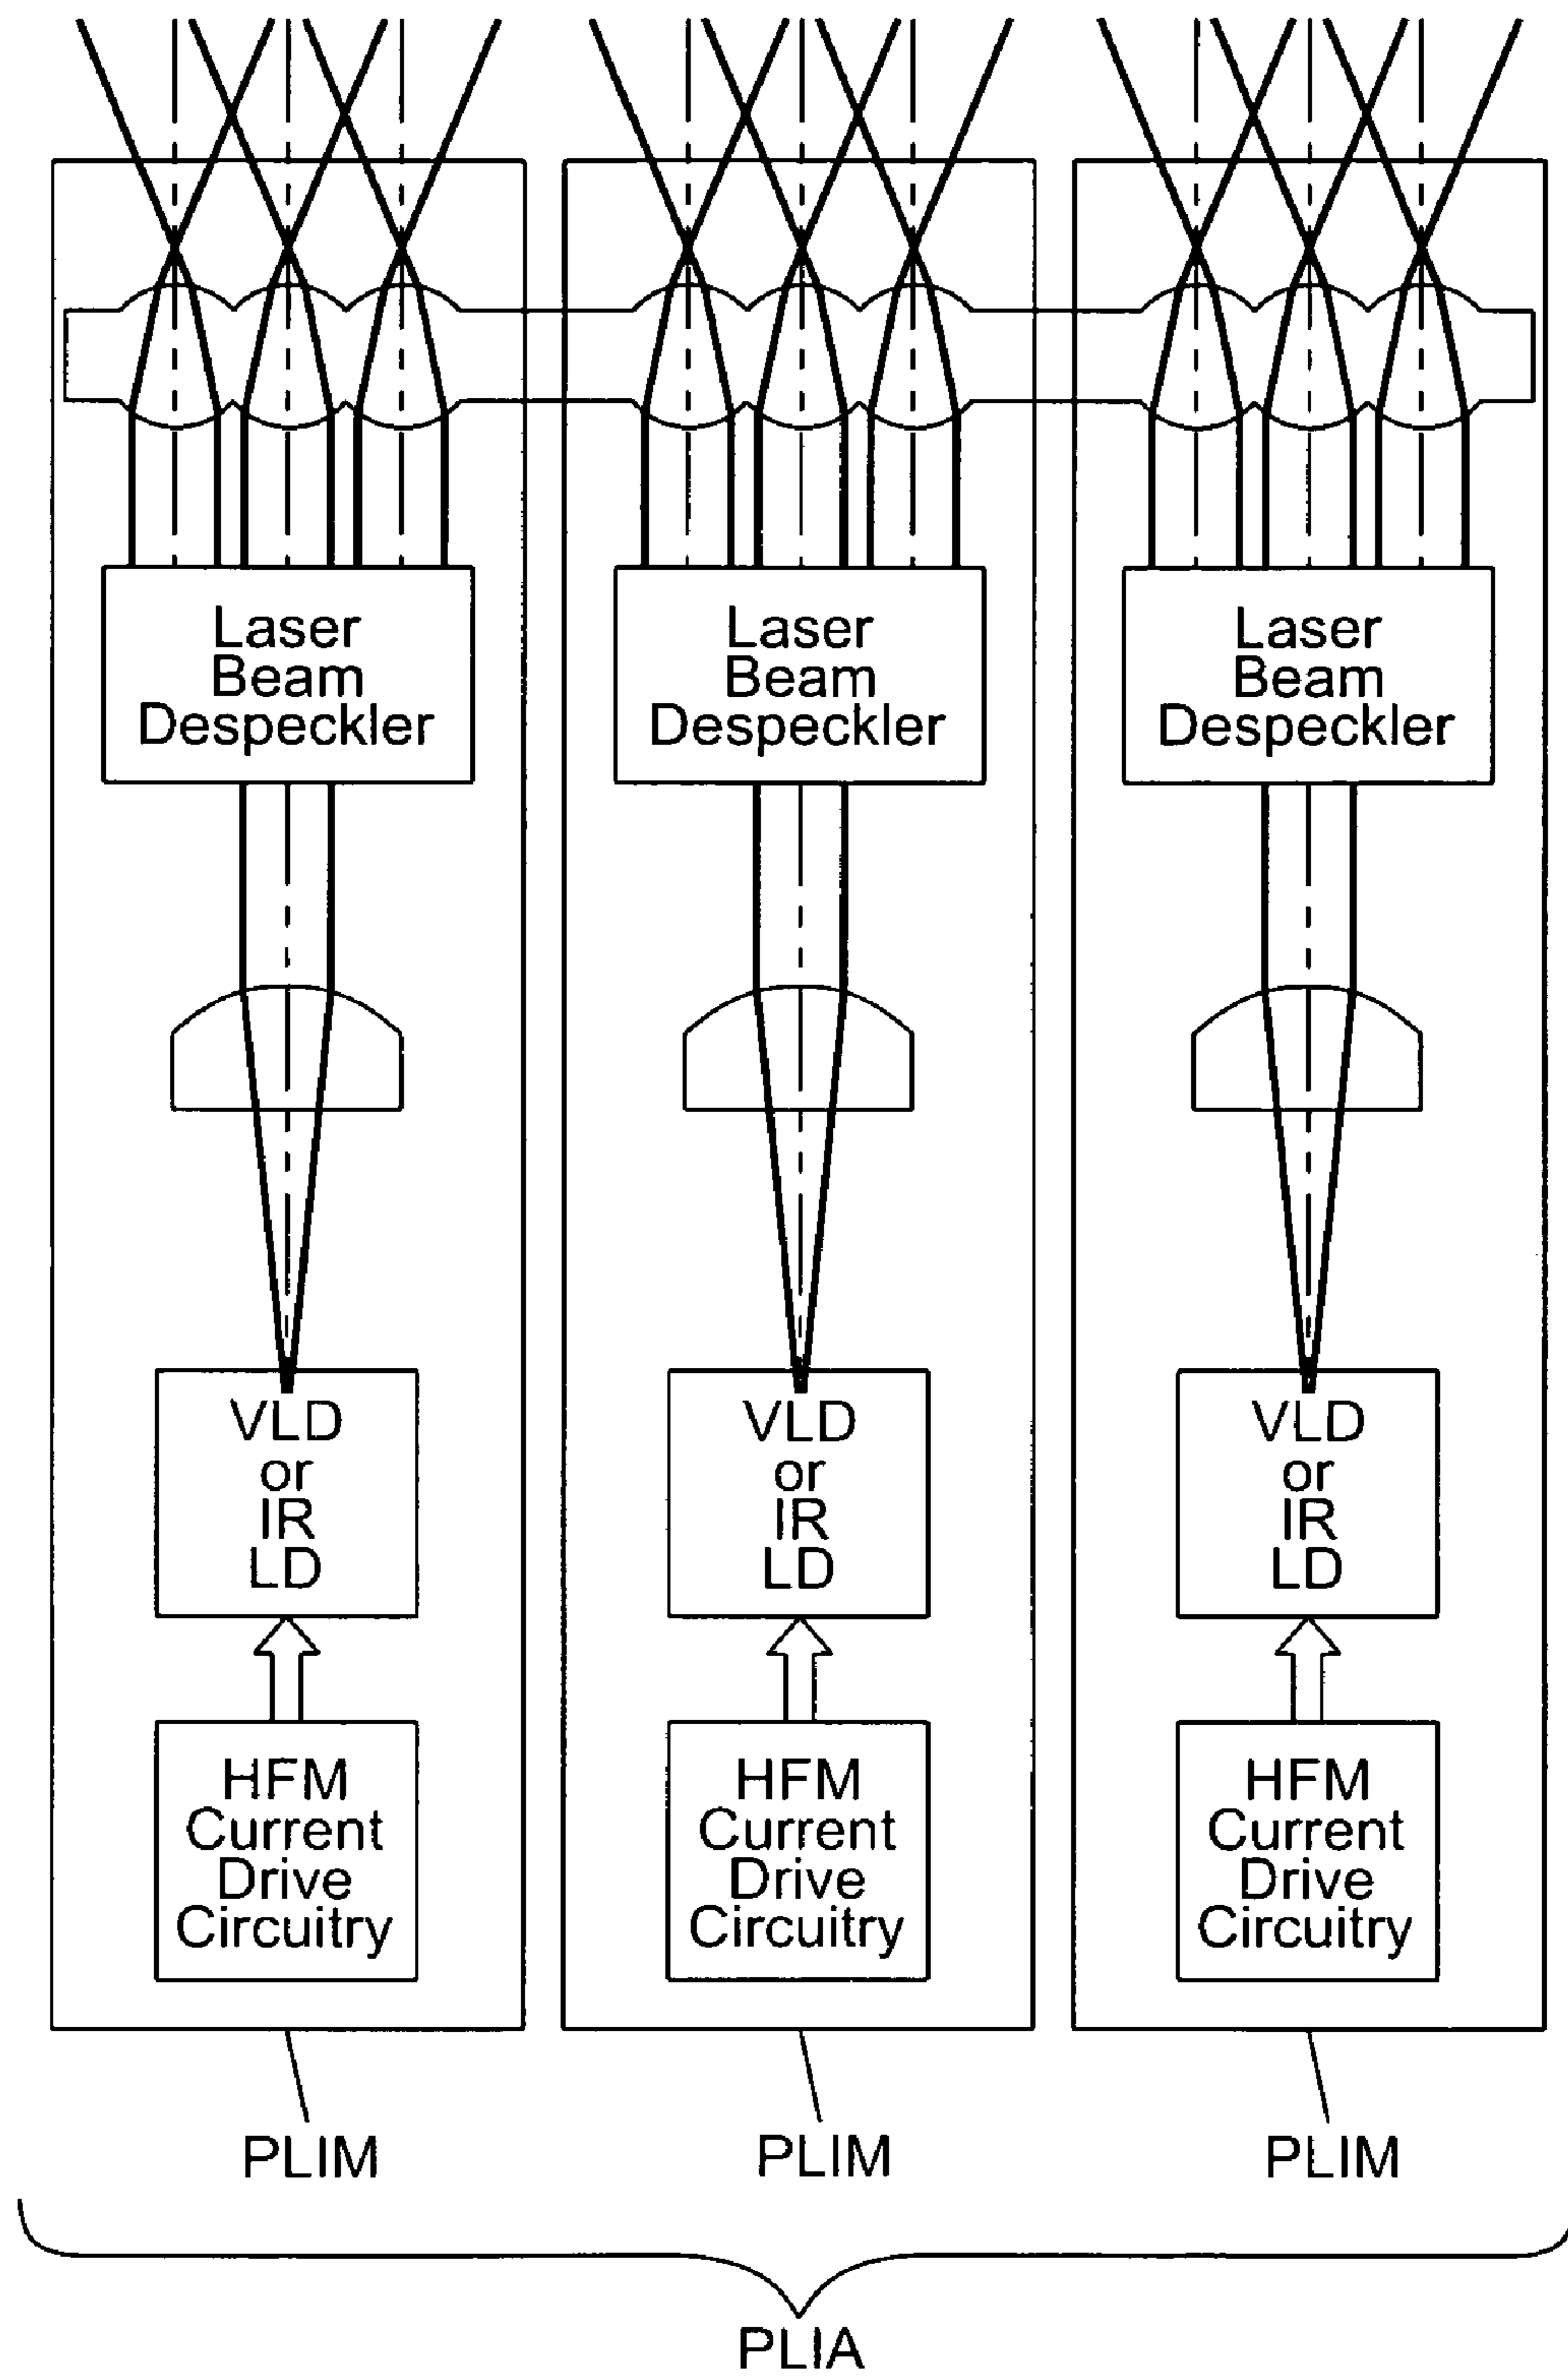 Laser
Beam
Despeckler
Laser
Beam
Despeckler
Laser
Beam
Despeckler
VLD
or
IR
LD
VLD
or
IR
LD
VLD
or
IR
LD
HFM
Current
Drive
Circuitry
HFM
Current
Drive
Circuitry
HFM
Current
Drive
Circuitry
PLIM
PLIM
PLIM
PLIA